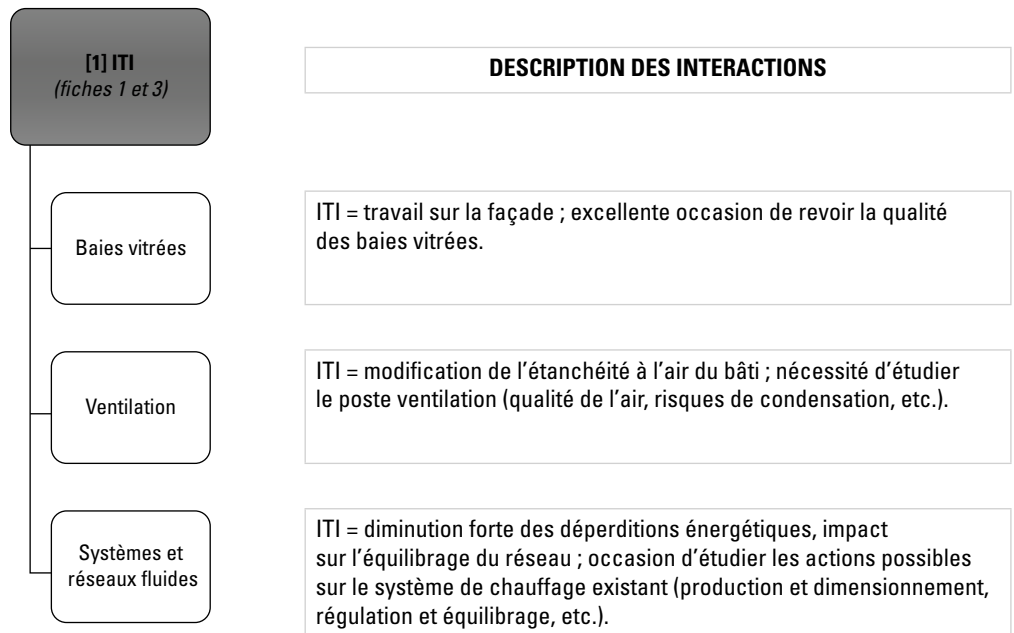 [1] ITI
(fiches 1 et 3)
DESCRIPTION DES INTERACTIONS
Baies vitrées
ITI = travail sur la façade ; excellente occasion de revoir la qualité
des baies vitrées.
Ventilation
ITI = modification de l’étanchéité à l’air du bâti ; nécessité d’étudier
le poste ventilation (qualité de l’air, risques de condensation, etc.).
Systèmes et
réseaux fluides
ITI = diminution forte des déperditions énergétiques, impact
sur l’équilibrage du réseau ; occasion d’étudier les actions possibles
sur le système de chauffage existant (production et dimensionnement,
régulation et équilibrage, etc.).